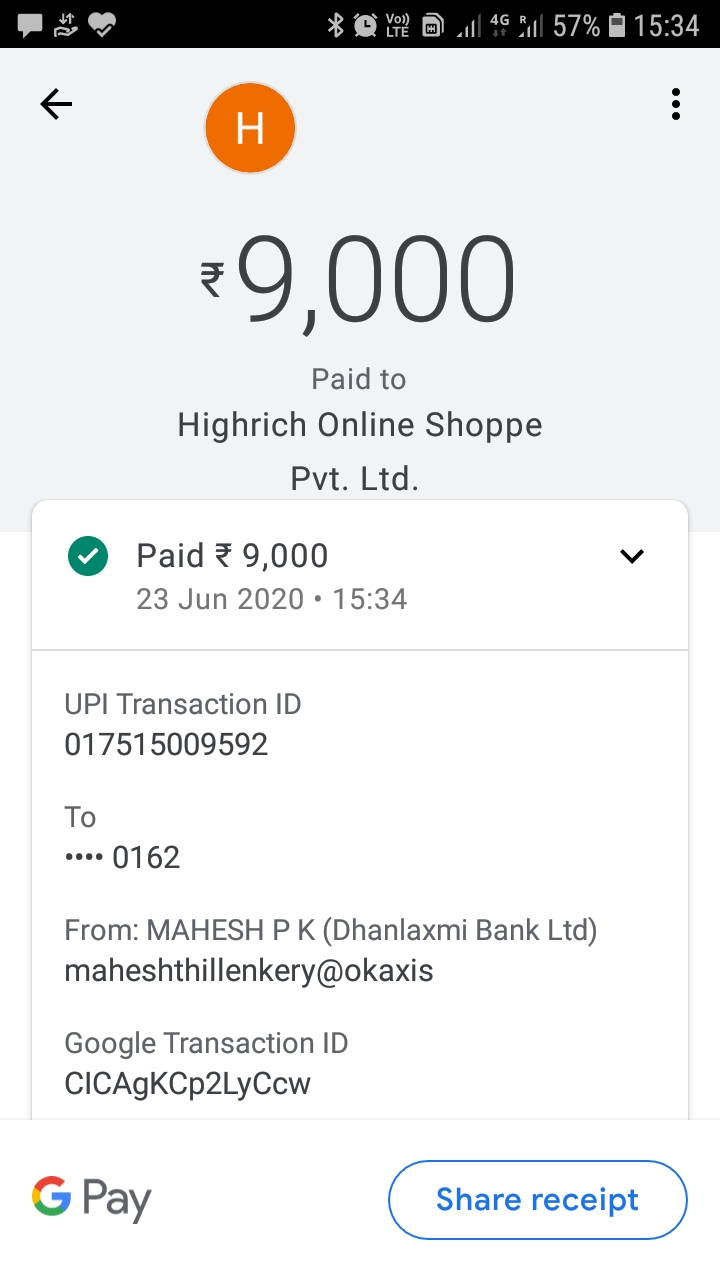 Vo)) LTE 4G R 57% 15:34
H
₹9,000
Paid to
Highrich Online Shoppe
Pvt. Ltd.
Paid ₹ 9,000
23 Jun 2020 • 15:34
UPI Transaction ID
017515009592
To
•••• 0162
From: MAHESH P K (Dhanlaxmi Bank Ltd)
maheshthillenkery@okaxis
Google Transaction ID
CICAgKCp2LyCcw
G Pay
Share receipt